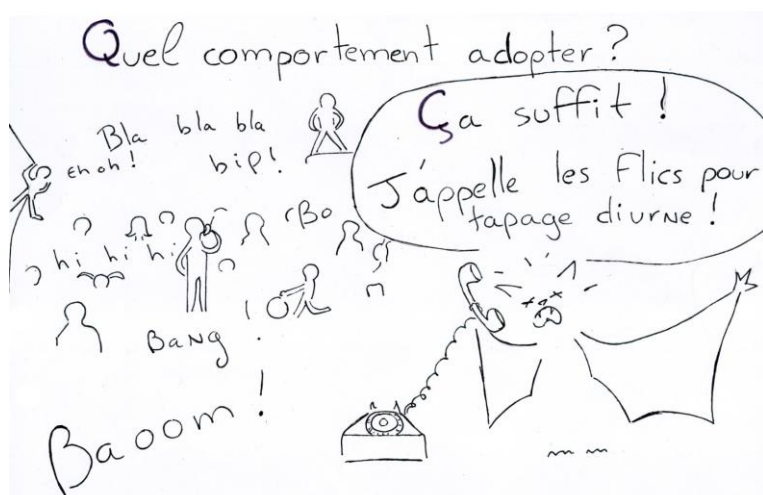 Quel comportement adopter ?
Bla bla bla
Eh oh !
bip !
Ça suffit !
J'appelle les Flics pour
tapage diurne !
hi hi hi
BANG !
Baoom !